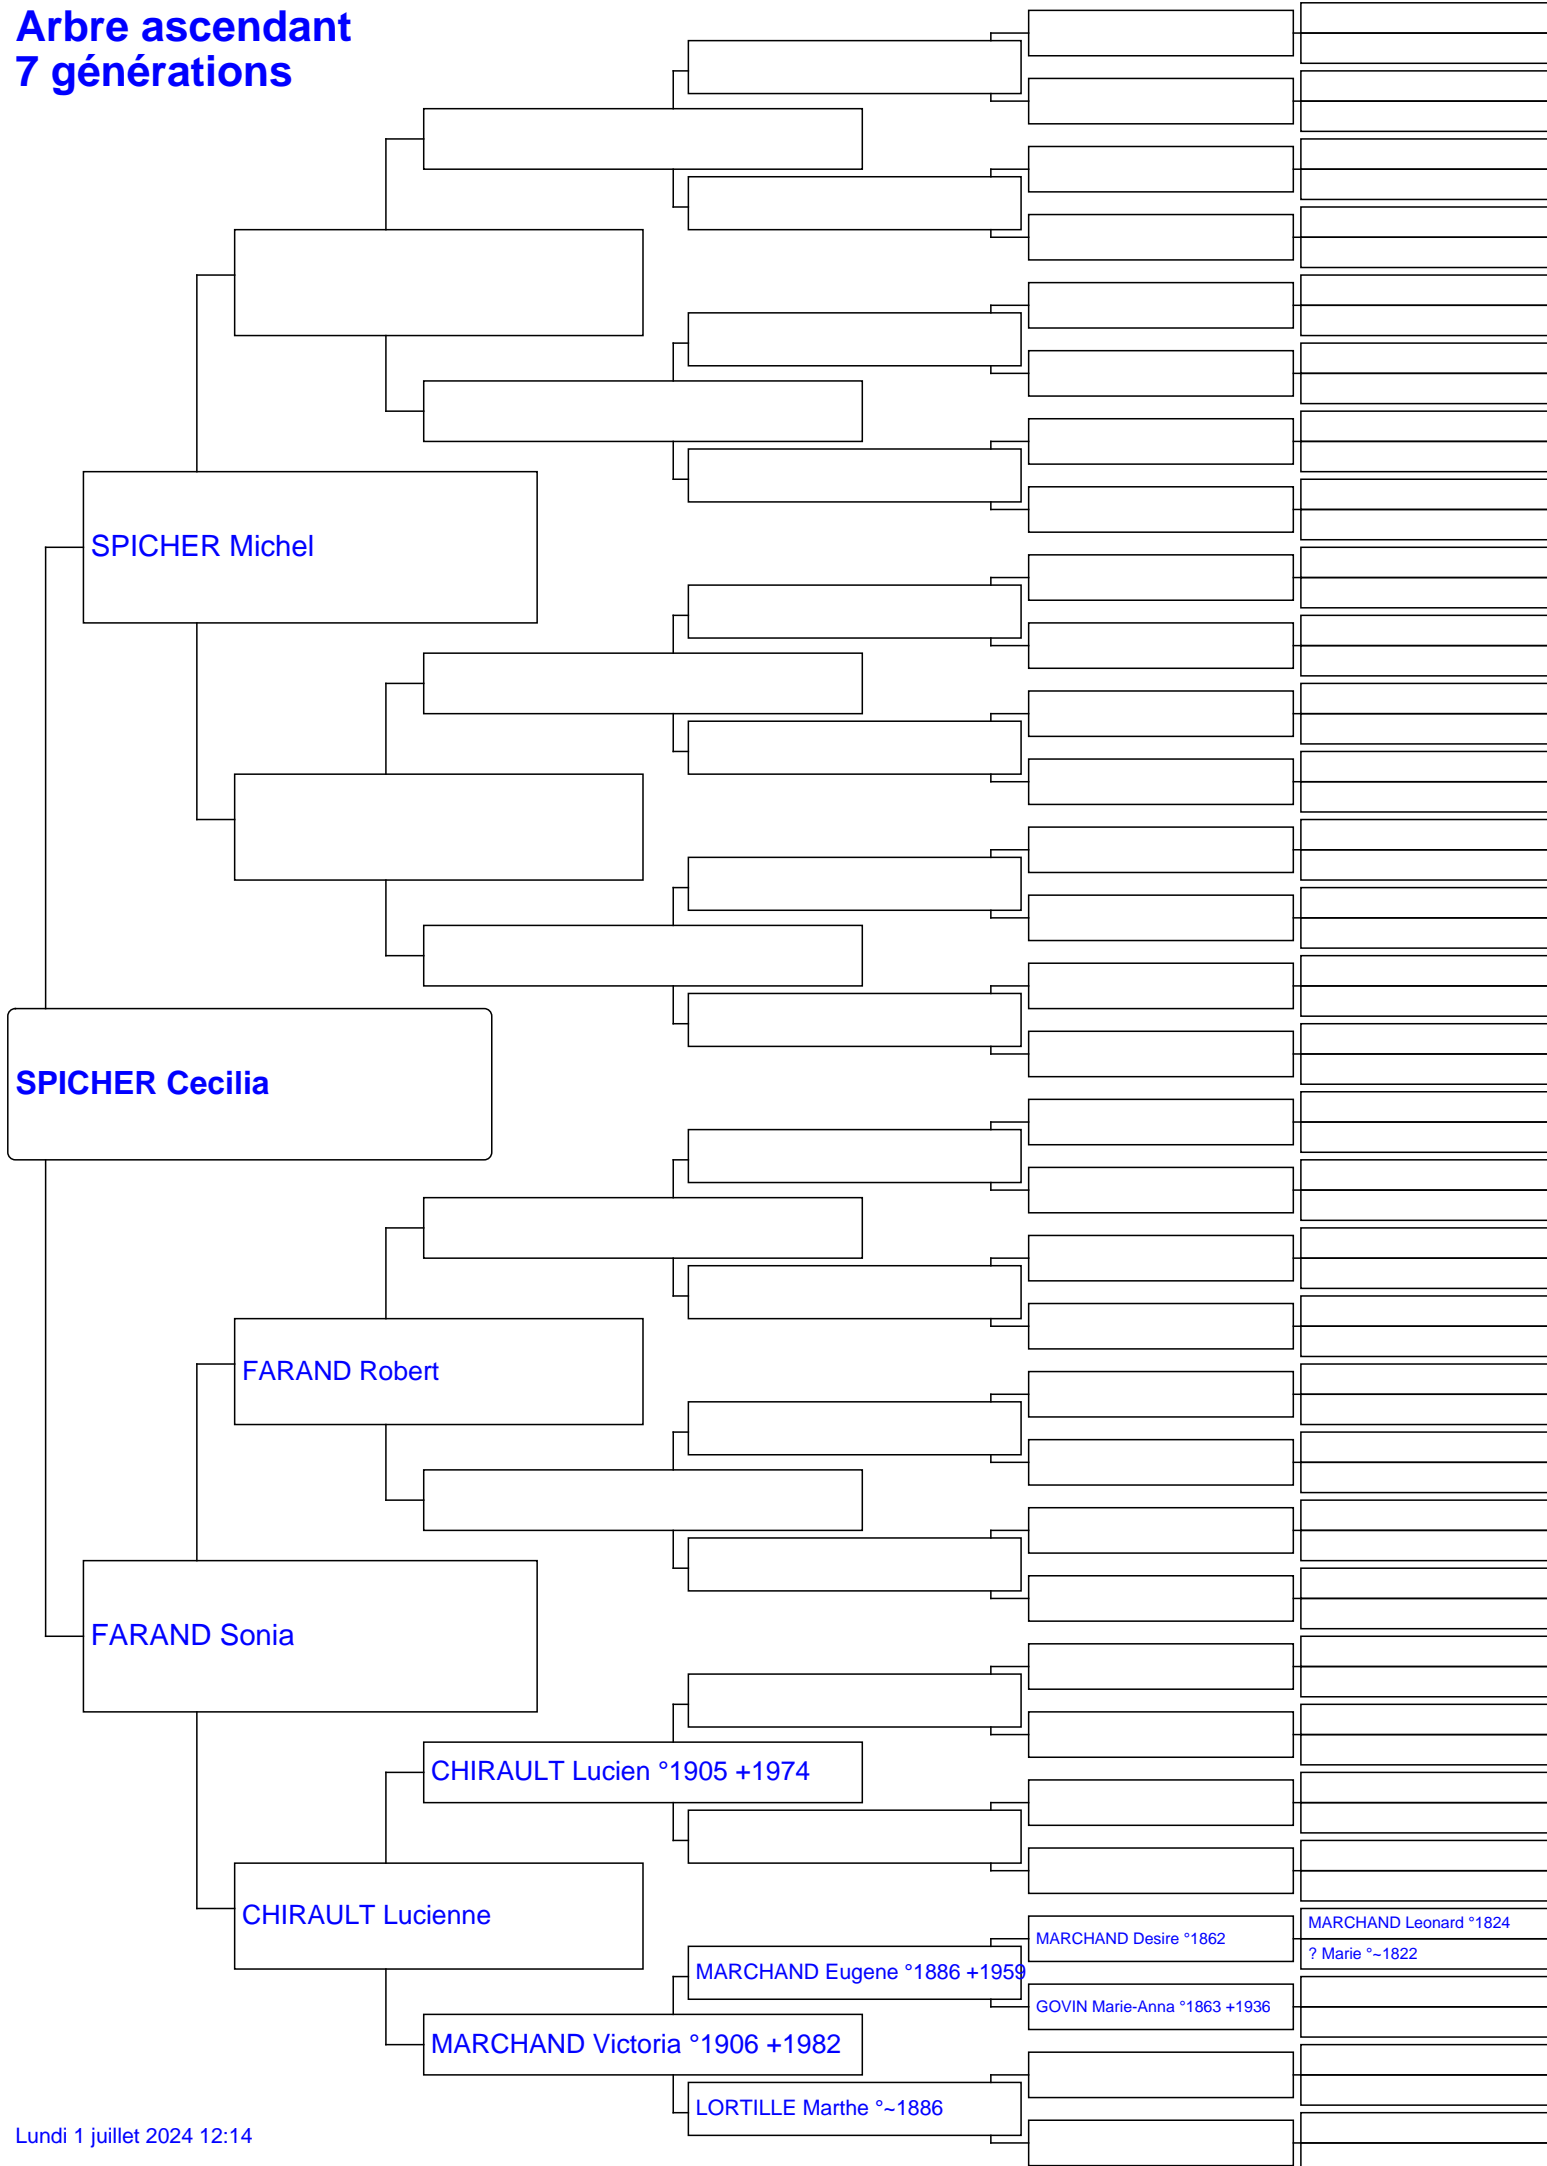 Arbre ascendant
7 générations
SPICHER Michel
SPICHER Cecilia
FARAND Robert
FARAND Sonia
CHIRAULT Lucien °1905 +1974
CHIRAULT Lucienne
MARCHAND Leonard °1824
MARCHAND Desire °1862
? Marie °~1822
MARCHAND Eugene °1886 +1959
GOVIN Marie-Anna °1863 +1936
MARCHAND Victoria °1906 +1982
LORTILLE Marthe °~1886
Lundi 1 juillet 2024 12:14